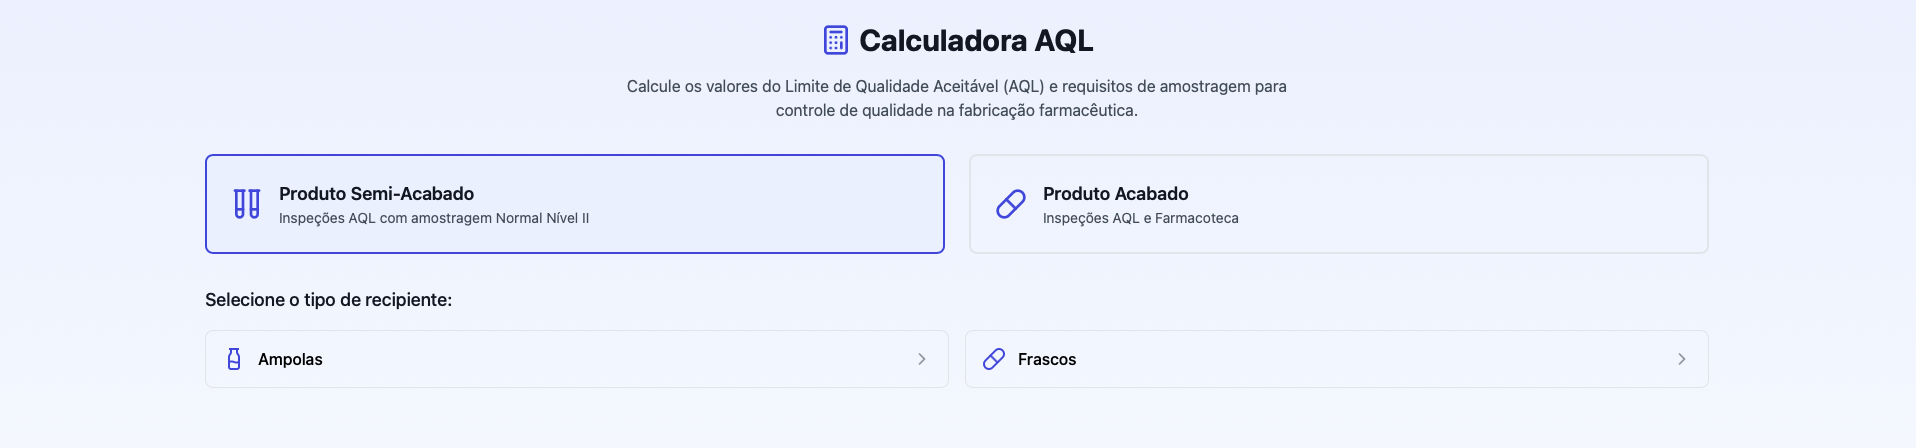 Calculadora AQL
Calcule os valores do Limite de Qualidade Aceitável (AQL) e requisitos de amostragem para
controle de qualidade na fabricação farmacêutica.
Produto Semi-Acabado
Inspeções AQL com amostragem Normal Nível II
Produto Acabado
Inspeções AQL e Farmacoteca
Selecione o tipo de recipiente:
Ampolas
Frascos